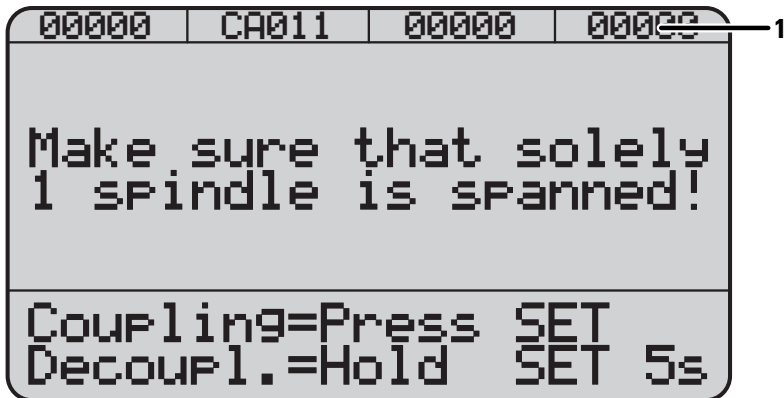 00000 CA011 00000 00000 1
Make sure that solely
1 spindle is spanned!
Coupling=Press SET
Decoupl.=Hold SET 5s